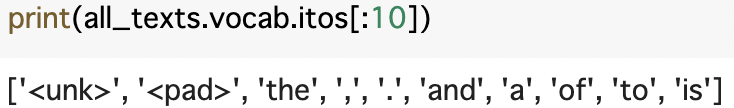 print(all_texts.vocab.itos[:10])
['<unk>', '<pad>', 'the', ',', '.', 'and', 'a', 'of', 'to', 'is']